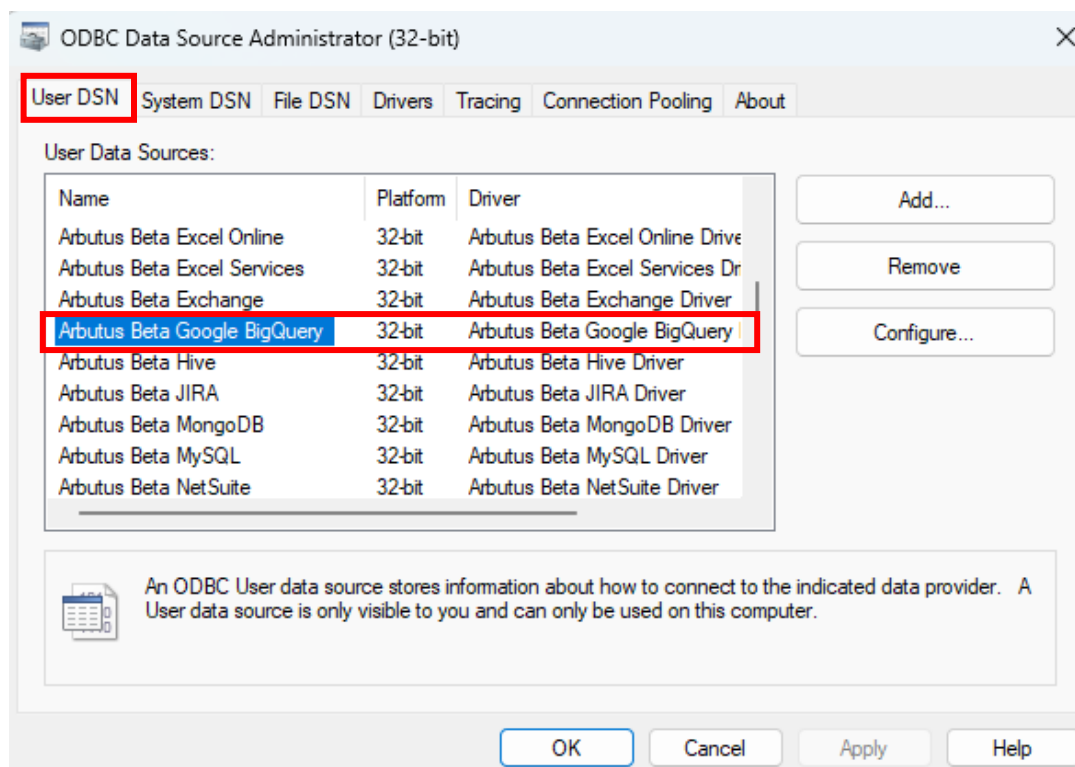 ODBC Data Source Administrator (32-bit)
User DSN System DSN File DSN Drivers Tracing Connection Pooling About
User Data Sources:
Name Platform Driver
Arbutus Beta Excel Online 32-bit Arbutus Beta Excel Online Drive
Arbutus Beta Excel Services 32-bit Arbutus Beta Excel Services Dr
Arbutus Beta Exchange 32-bit Arbutus Beta Exchange Driver
Arbutus Beta Google BigQuery 32-bit Arbutus Beta Google BigQuery
Arbutus Beta Hive 32-bit Arbutus Beta Hive Driver
Arbutus Beta JIRA 32-bit Arbutus Beta JIRA Driver
Arbutus Beta MongoDB 32-bit Arbutus Beta MongoDB Driver
Arbutus Beta MySQL 32-bit Arbutus Beta MySQL Driver
Arbutus Beta NetSuite 32-bit Arbutus Beta NetSuite Driver
Add...
Remove
Configure...
An ODBC User data source stores information about how to connect to the indicated data provider. A
User data source is only visible to you and can only be used on this computer.
OK Cancel Apply Help